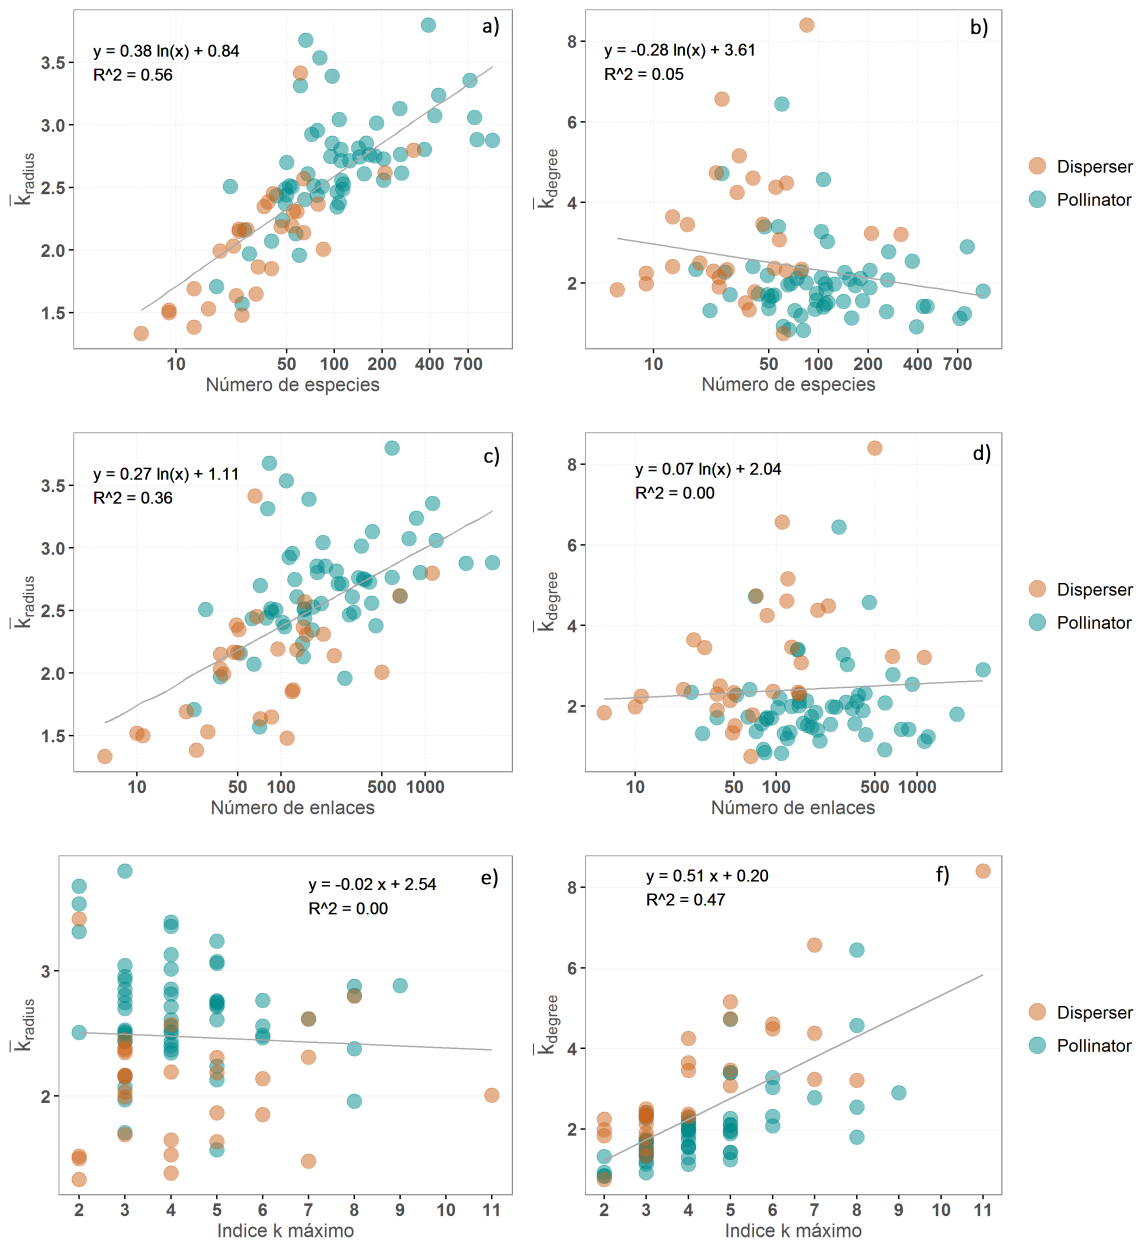 a)
y = 0.38 ln(x) + 0.84
R^2 = 0.56
3.5
3.0
2.5
2.0
1.5
k̅radius
10 50 100 200 400 700
Número de especies
b)
y = -0.28 ln(x) + 3.61
R^2 = 0.05
8
6
4
2
k̅degree
10 50 100 200 400 700
Número de especies
Disperser
Pollinator
c)
y = 0.27 ln(x) + 1.11
R^2 = 0.36
3.5
3.0
2.5
2.0
1.5
k̅radius
10 50 100 500 1000
Número de enlaces
d)
y = 0.07 ln(x) + 2.04
R^2 = 0.00
8
6
4
2
k̅degree
10 50 100 500 1000
Número de enlaces
Disperser
Pollinator
e)
y = -0.02 x + 2.54
R^2 = 0.00
3
2
k̅radius
2 3 4 5 6 7 8 9 10 11
Indice k máximo
f)
y = 0.51 x + 0.20
R^2 = 0.47
8
6
4
2
k̅degree
2 3 4 5 6 7 8 9 10 11
Indice k máximo
Disperser
Pollinator